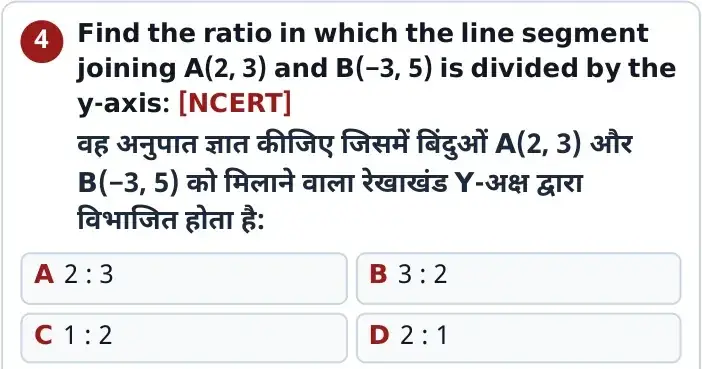 4 Find the ratio in which the line segment
joining A(2, 3) and B(−3, 5) is divided by the
y-axis: [NCERT]
वह अनुपात ज्ञात कीजिए जिसमें बिंदुओं A(2, 3) और
B(−3, 5) को मिलाने वाला रेखाखंड Y-अक्ष द्वारा
विभाजित होता है:
A 2 : 3
B 3 : 2
C 1 : 2
D 2 : 1